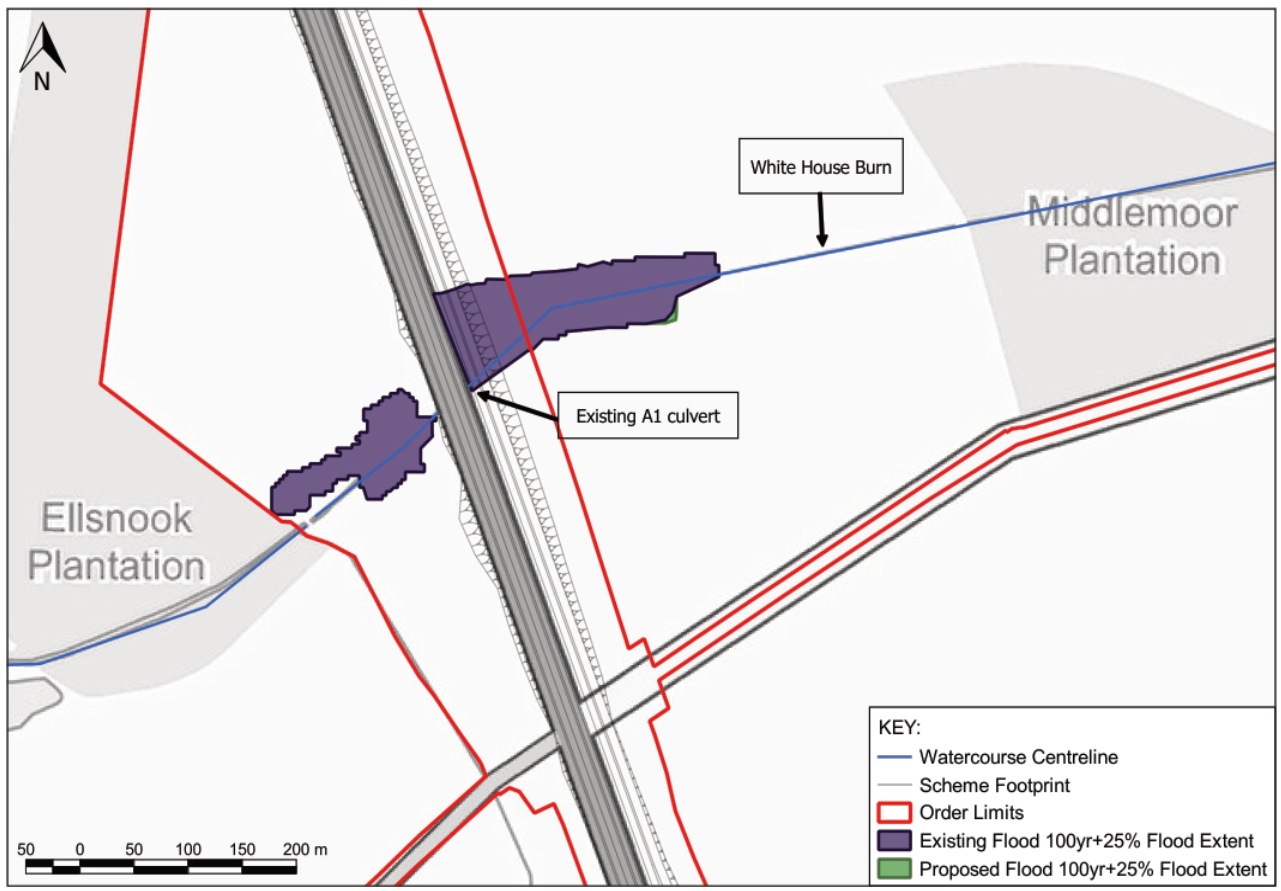 N
White House Burn
Middlemoor
Plantation
Existing A1 culvert
Ellsnook
Plantation
KEY:
Watercourse Centreline
Scheme Footprint
Order Limits
Existing Flood 100yr+25% Flood Extent
Proposed Flood 100yr+25% Flood Extent
50 0 50 100 150 200 m